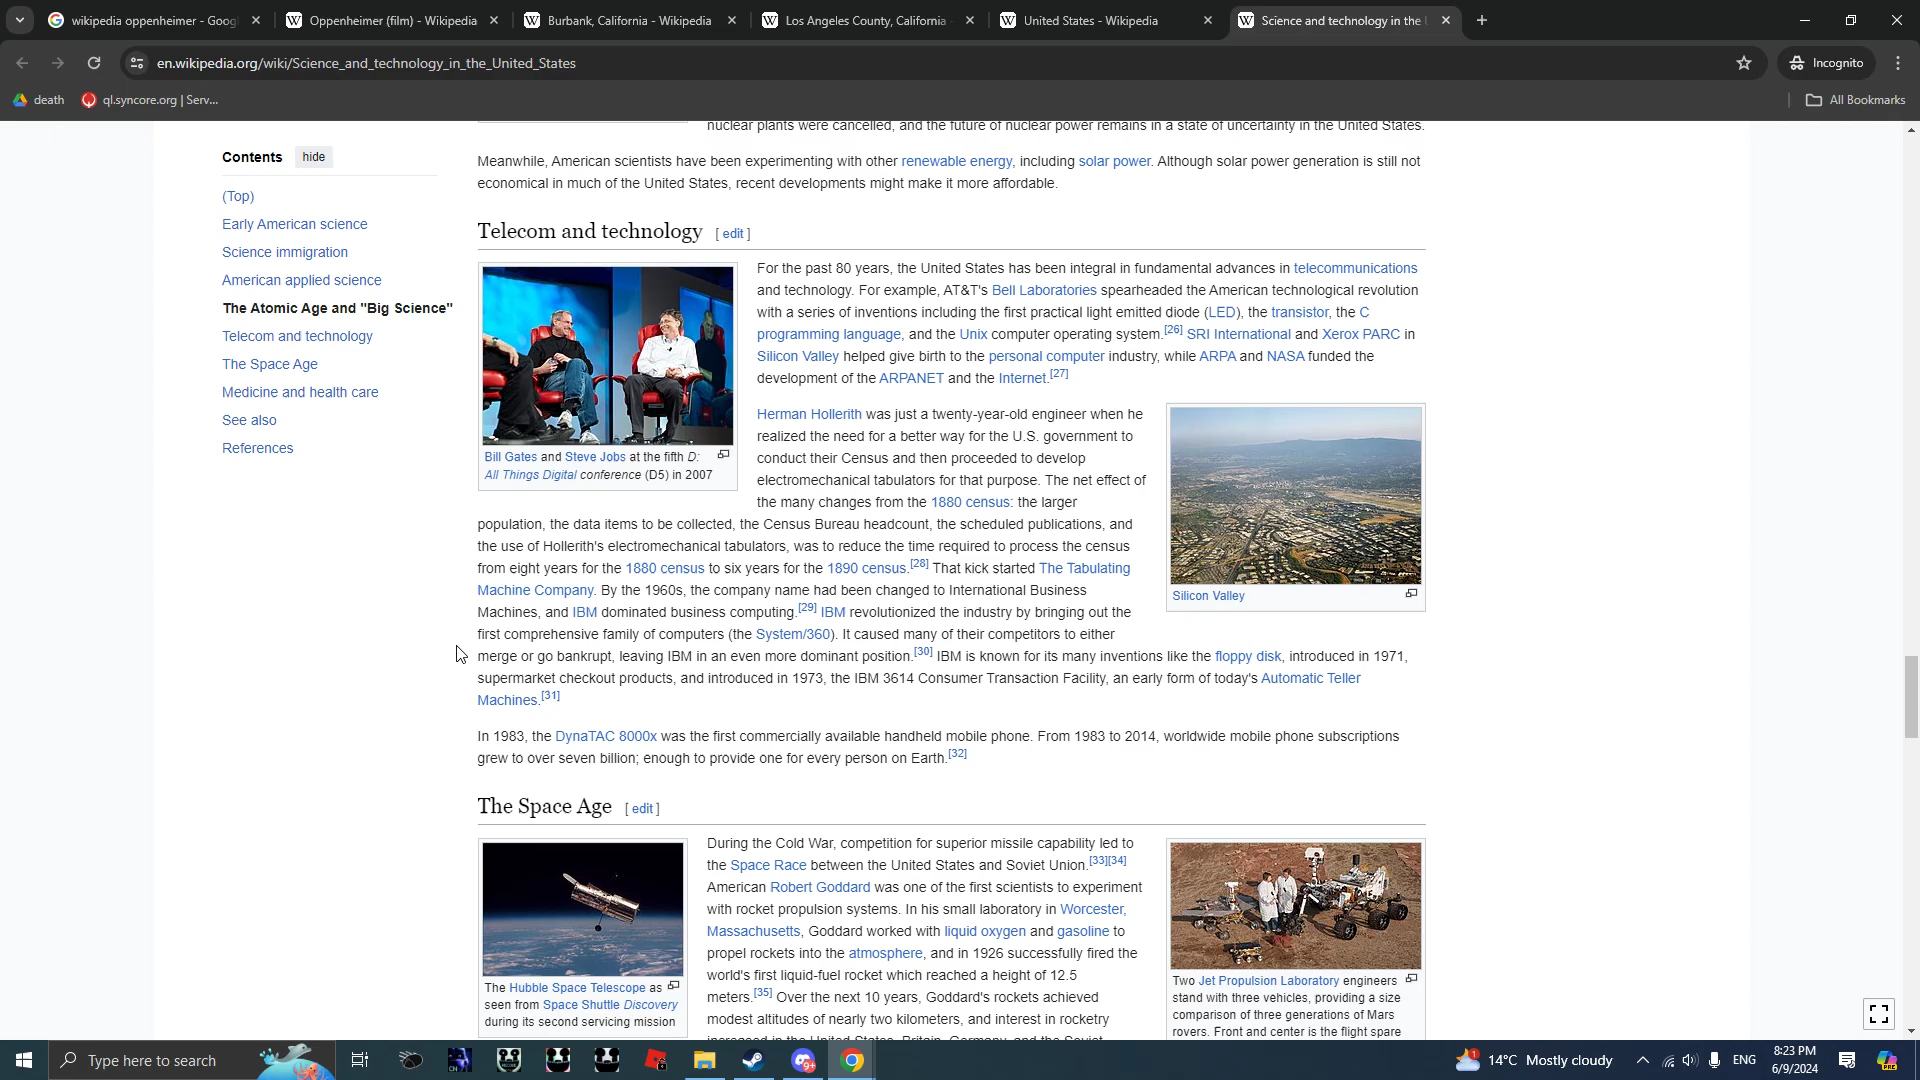 wikipedia oppenheimer - Goog
Oppenheimer (film) - Wikipedia
Burbank, California - Wikipedia
Los Angeles County, California
United States - Wikipedia
Science and technology in the
en.wikipedia.org/wiki/Science_and_technology_in_the_United_States
Incognito
death
ql.syncore.org | Serv...
All Bookmarks
nuclear plants were cancelled, and the future of nuclear power remains in a state of uncertainty in the United States.
Contents hide
(Top)
Early American science
Science immigration
American applied science
The Atomic Age and "Big Science"
Telecom and technology
The Space Age
Medicine and health care
See also
References
Meanwhile, American scientists have been experimenting with other renewable energy, including solar power. Although solar power generation is still not
economical in much of the United States, recent developments might make it more affordable.
Telecom and technology [ edit ]
Bill Gates and Steve Jobs at the fifth D:
All Things Digital conference (D5) in 2007
For the past 80 years, the United States has been integral in fundamental advances in telecommunications
and technology. For example, AT&T's Bell Laboratories spearheaded the American technological revolution
with a series of inventions including the first practical light emitted diode (LED), the transistor, the C
programming language, and the Unix computer operating system.[26] SRI International and Xerox PARC in
Silicon Valley helped give birth to the personal computer industry, while ARPA and NASA funded the
development of the ARPANET and the Internet.[27]
Silicon Valley
Herman Hollerith was just a twenty-year-old engineer when he
realized the need for a better way for the U.S. government to
conduct their Census and then proceeded to develop
electromechanical tabulators for that purpose. The net effect of
the many changes from the 1880 census: the larger
population, the data items to be collected, the Census Bureau headcount, the scheduled publications, and
the use of Hollerith's electromechanical tabulators, was to reduce the time required to process the census
from eight years for the 1880 census to six years for the 1890 census.[28] That kick started The Tabulating
Machine Company. By the 1960s, the company name had been changed to International Business
Machines, and IBM dominated business computing.[29] IBM revolutionized the industry by bringing out the
first comprehensive family of computers (the System/360). It caused many of their competitors to either
merge or go bankrupt, leaving IBM in an even more dominant position.[30] IBM is known for its many inventions like the floppy disk, introduced in 1971,
supermarket checkout products, and introduced in 1973, the IBM 3614 Consumer Transaction Facility, an early form of today's Automatic Teller
Machines.[31]
In 1983, the DynaTAC 8000x was the first commercially available handheld mobile phone. From 1983 to 2014, worldwide mobile phone subscriptions
grew to over seven billion; enough to provide one for every person on Earth.[32]
The Space Age [ edit ]
The Hubble Space Telescope as
seen from Space Shuttle Discovery
during its second servicing mission
During the Cold War, competition for superior missile capability led to
the Space Race between the United States and Soviet Union.[33][34]
American Robert Goddard was one of the first scientists to experiment
with rocket propulsion systems. In his small laboratory in Worcester,
Massachusetts, Goddard worked with liquid oxygen and gasoline to
propel rockets into the atmosphere, and in 1926 successfully fired the
world's first liquid-fuel rocket which reached a height of 12.5
meters.[35] Over the next 10 years, Goddard's rockets achieved
modest altitudes of nearly two kilometers, and interest in rocketry
increased in the United States, Britain, Germany, and the Soviet
Two Jet Propulsion Laboratory engineers
stand with three vehicles, providing a size
comparison of three generations of Mars
rovers. Front and center is the flight spare
Type here to search
9+
1
14°C Mostly cloudy
ENG
8:23 PM
6/9/2024